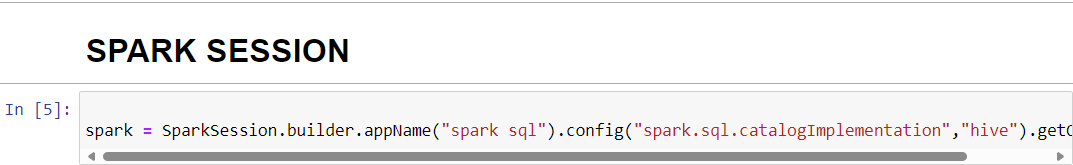 SPARK SESSION
In [5]:
spark = SparkSession.builder.appName("spark sql").config("spark.sql.catalogImplementation","hive").get